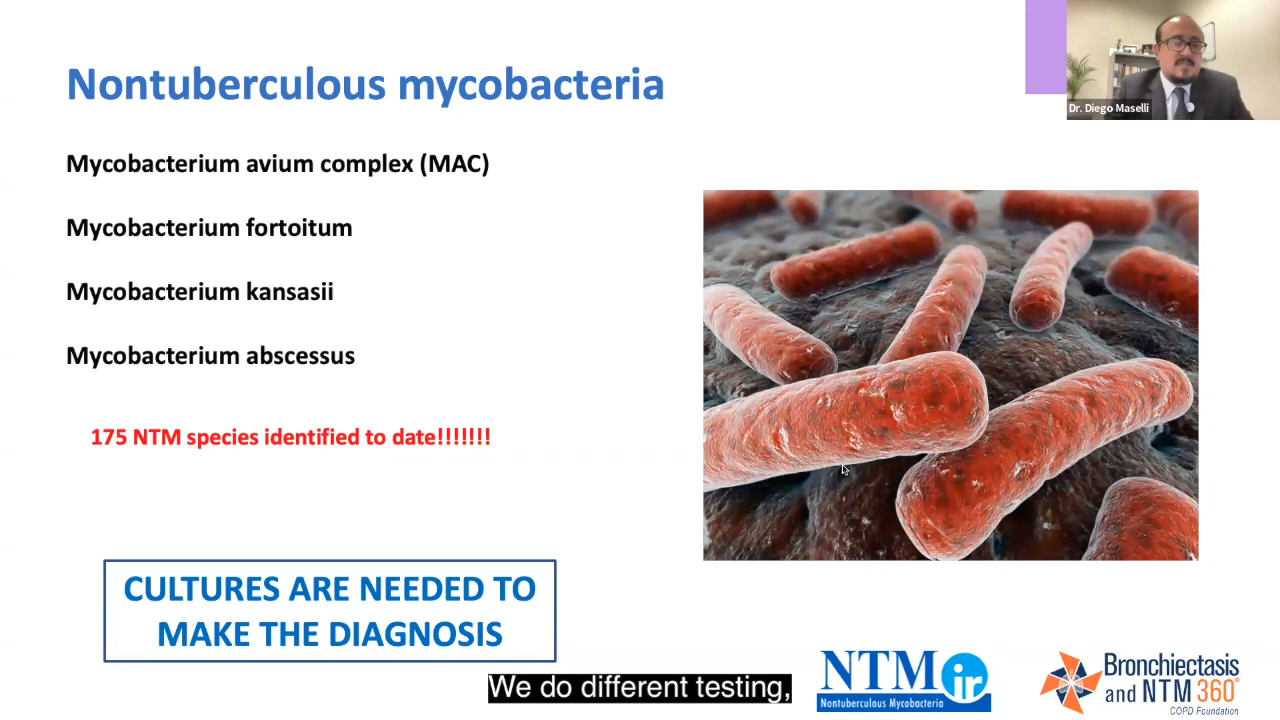 Nontuberculous mycobacteria
Dr. Diego Maselli
Mycobacterium avium complex (MAC)
Mycobacterium fortoitum
Mycobacterium kansasii
Mycobacterium abscessus
175 NTM species identified to date!!!!!!!
CULTURES ARE NEEDED TO
MAKE THE DIAGNOSIS
We do different testing,
NTMir
Nontuberculous Mycobacteria
Bronchiectasis
and NTM 360°
COPD Foundation